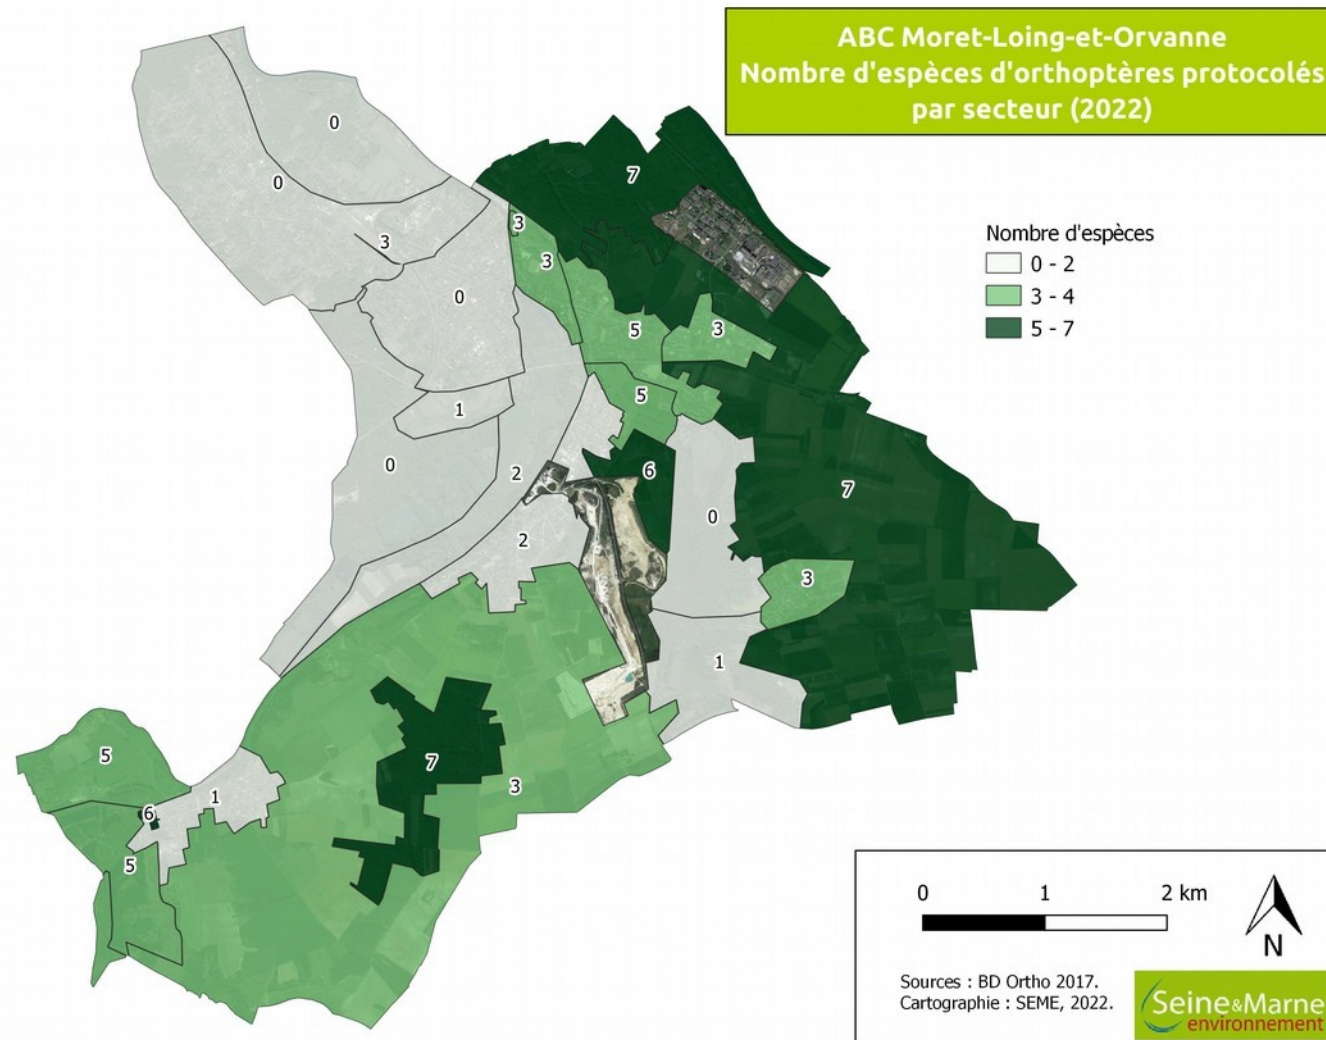 ABC Moret-Loing-et-Orvanne
Nombre d'espèces d'orthoptères protocolés
par secteur (2022)
0
7
0
3
3
3
0
5
3
5
1
0
2
6
7
0
2
3
1
5
7
3
1
6
5
Nombre d'espèces
0 - 2
3 - 4
5 - 7
0 1 2 km
N
Sources : BD Ortho 2017.
Cartographie : SEME, 2022.
Seine&Marne
environnement